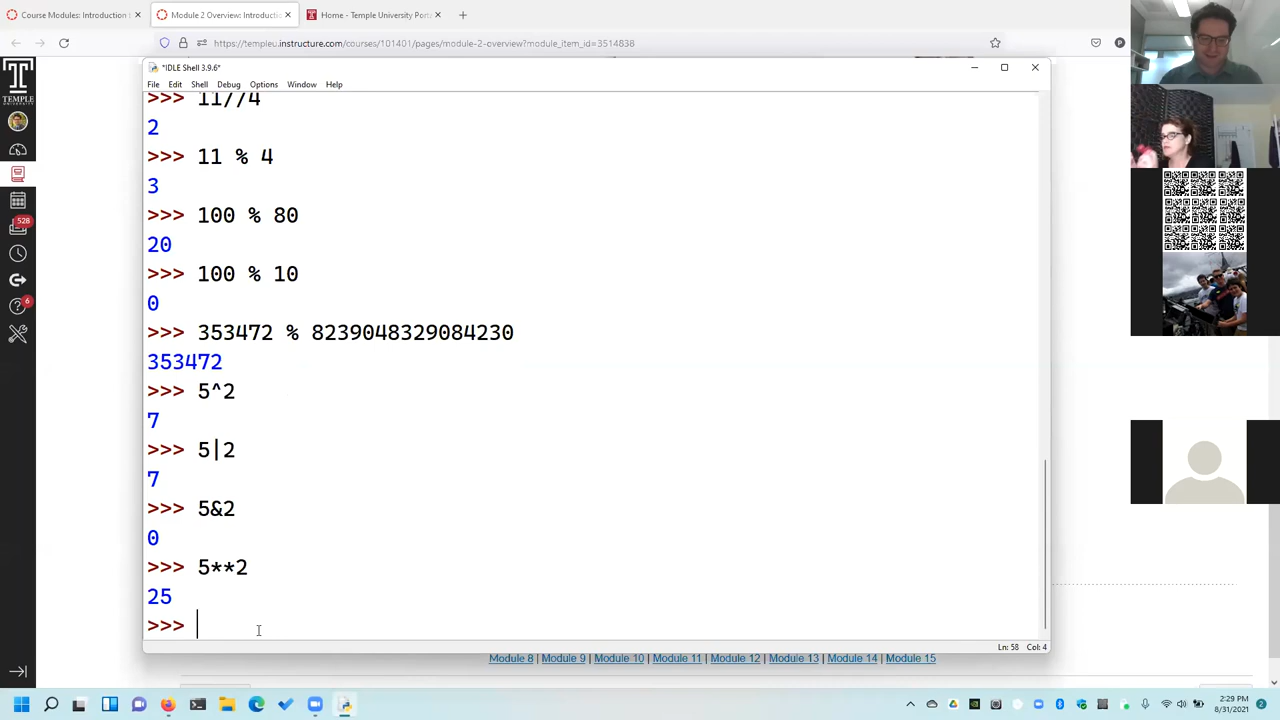 Course Modules: Introduction t
Module 2 Overview: Introductio
Home - Temple University Port
https://templeu.instructure.com/courses/101401/pages/module-2-overview?module_item_id=3514838
P
TEMPLE
UNIVERSITY
528
6
*IDLE Shell 3.9.6*
File Edit Shell Debug Options Window Help
>>> 11//4
2
>>> 11 % 4
3
>>> 100 % 80
20
>>> 100 % 10
0
>>> 353472 % 8239048329084230
353472
>>> 5^2
7
>>> 5|2
7
>>> 5&2
0
>>> 5**2
25
>>>
Ln: 58 Col: 4
Module 8 | Module 9 | Module 10 | Module 11 | Module 12 | Module 13 | Module 14 | Module 15
2:29 PM
8/31/2021
2